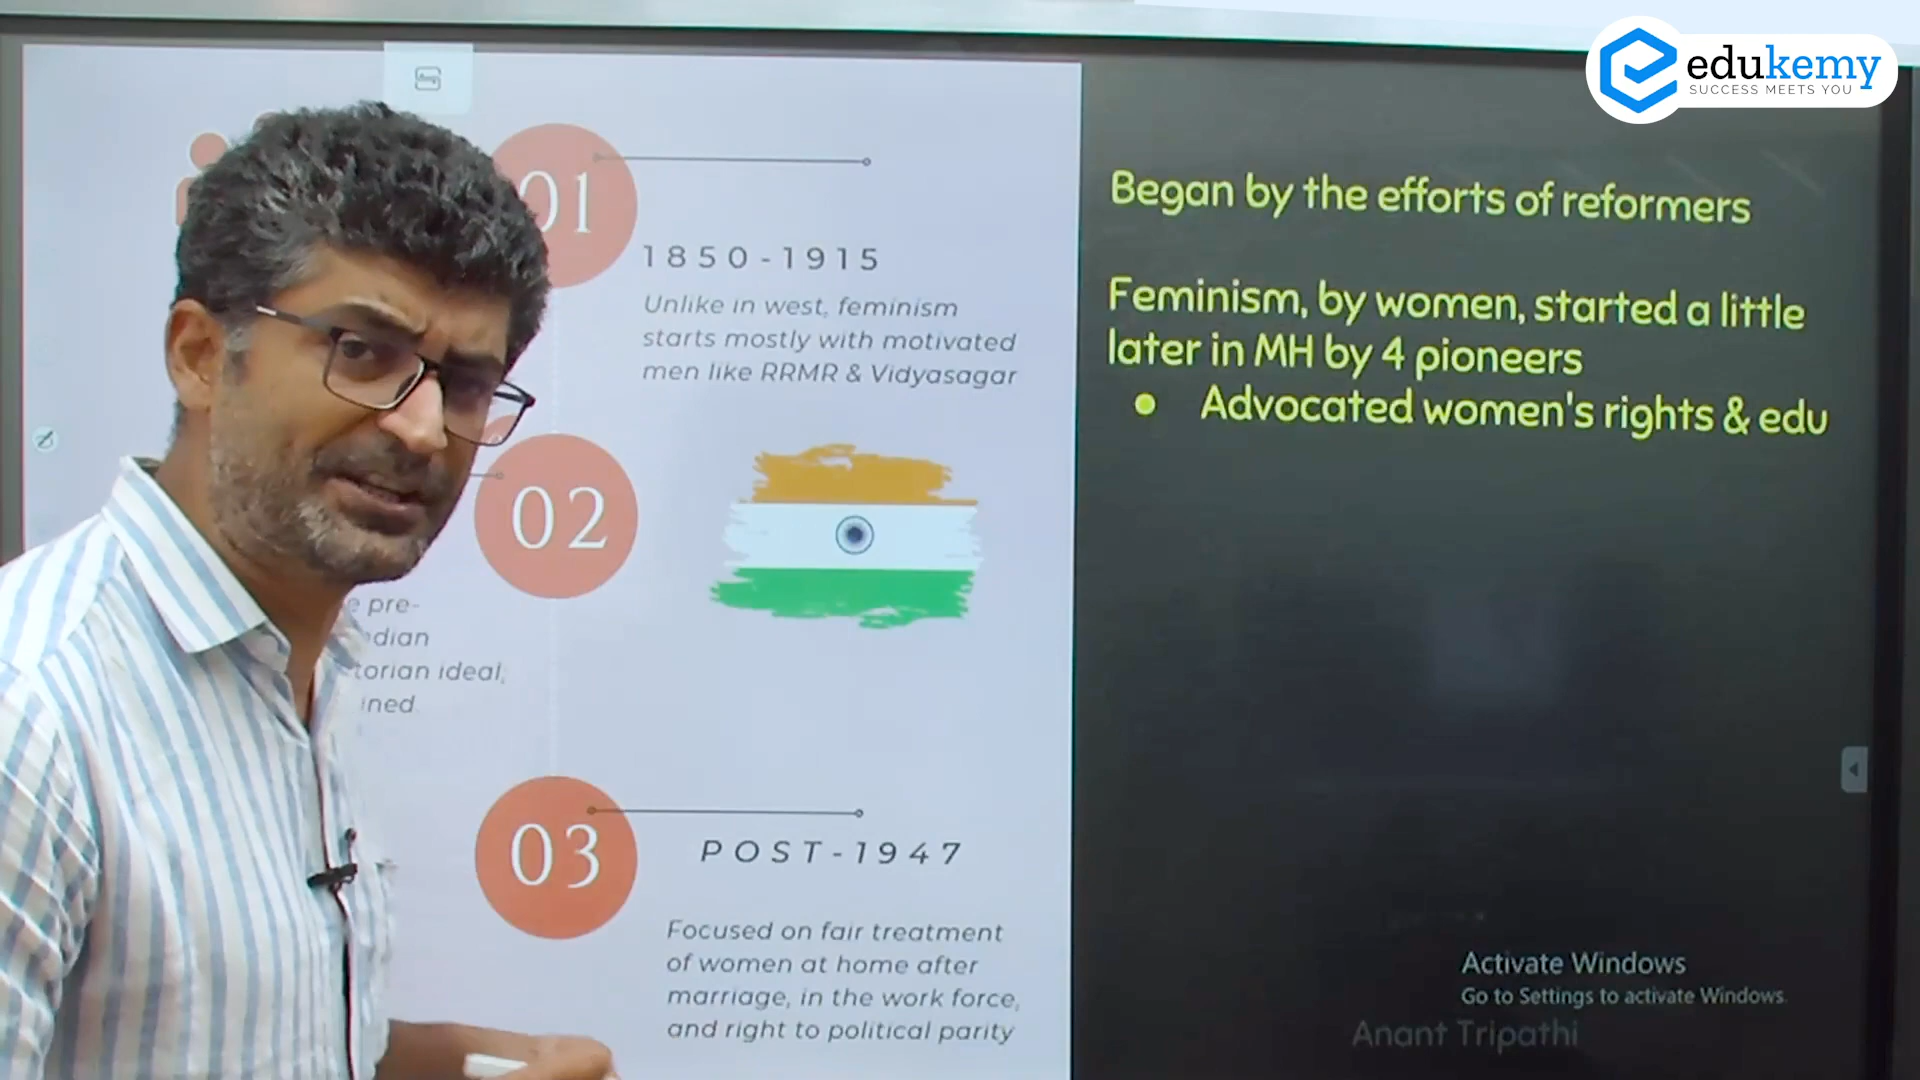 edukemy
SUCCESS MEETS YOU
01
1850-1915
Unlike in west, feminism
starts mostly with motivated
men like RRMR & Vidyasagar
02
pre-
torian ideal,
03
POST-1947
Focused on fair treatment
of women at home after
marriage, in the work force,
and right to political parity
Began by the efforts of reformers
Feminism, by women, started a little
later in MH by 4 pioneers
• Advocated women's rights & edu
Activate Windows
Go to Settings to activate Windows.
Anant Tripathi